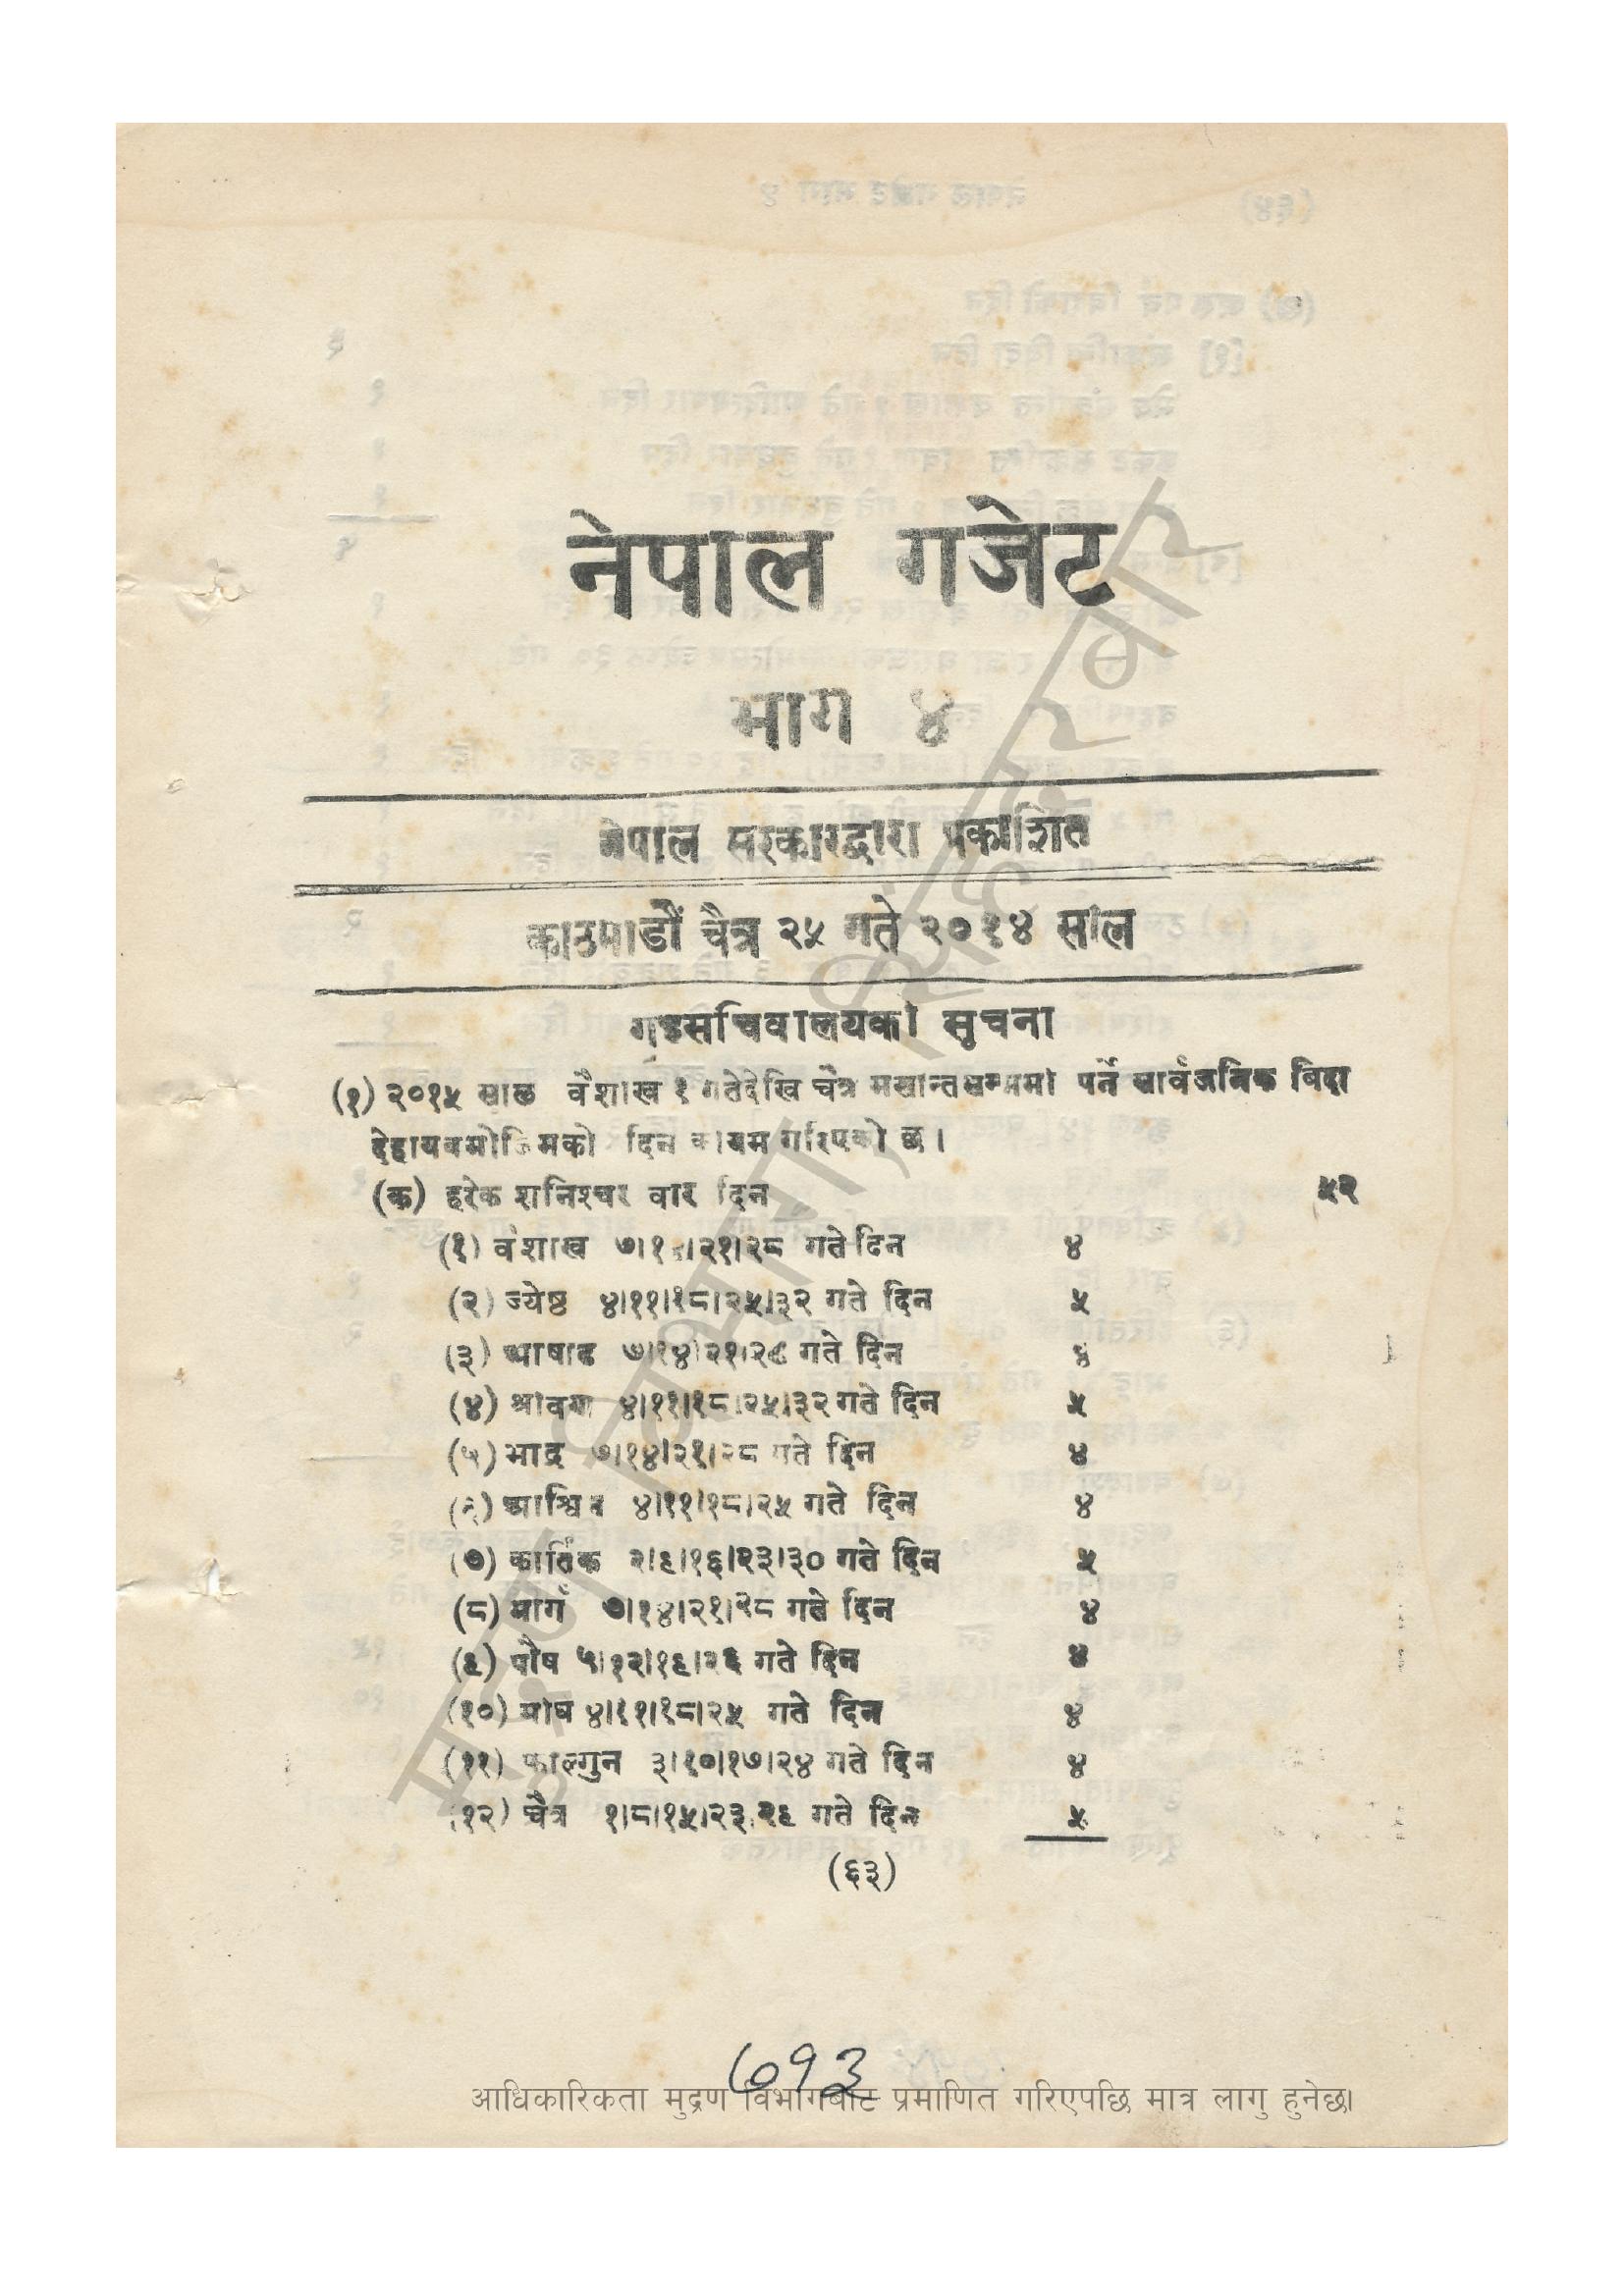 नेपाल गजेट
भाग ४
नेपाल सरकारद्वारा प्रकाशित
काठमाडौं चैत्र २५ गते २०१४ साल
गृहसचिवालयको सूचना
(१) २०१५ साल वैशाख १ गतेदेखि चैत्र मसान्तसम्ममा पर्ने सार्वजनिक बिदा
देहायबमोजिमको दिन कायम गरिएको छ ।
(क) हरेक शनिश्चर वार दिन ५२
(१) वैशाख ७।१४।२१।२८ गते दिन ४
(२) ज्येष्ठ ४।११।१८।२५।३२ गते दिन ५
(३) आषाढ ७।१४।२१।२८ गते दिन
(४) श्रावण ४।११।१८।२५।३२ गते दिन ५
(५) भाद्र ७।१४।२१।२८ गते दिन ४
(६) आश्विन ४।११।१८।२५ गते दिन ४
(७) कार्तिक २।९।१६।२३।३० गते दिन ५
(८) मार्ग ७।१४।२१।२८ गते दिन ४
(९) पौष ५।१२।१९।२६ गते दिन ४
(१०) माघ ४।११।१८।२५ गते दिन ४
(११) फाल्गुन ३।१०।१७।२४ गते दिन ४
(१२) चैत्र १।८।१५।२३।२९ गते दिन ५
(६३)
७१३
आधिकारिकता मुद्रण विभागबाट प्रमाणित गरिएपछि मात्र लागु हुनेछ।
मुद्रण विभाग, सिंहदरबार